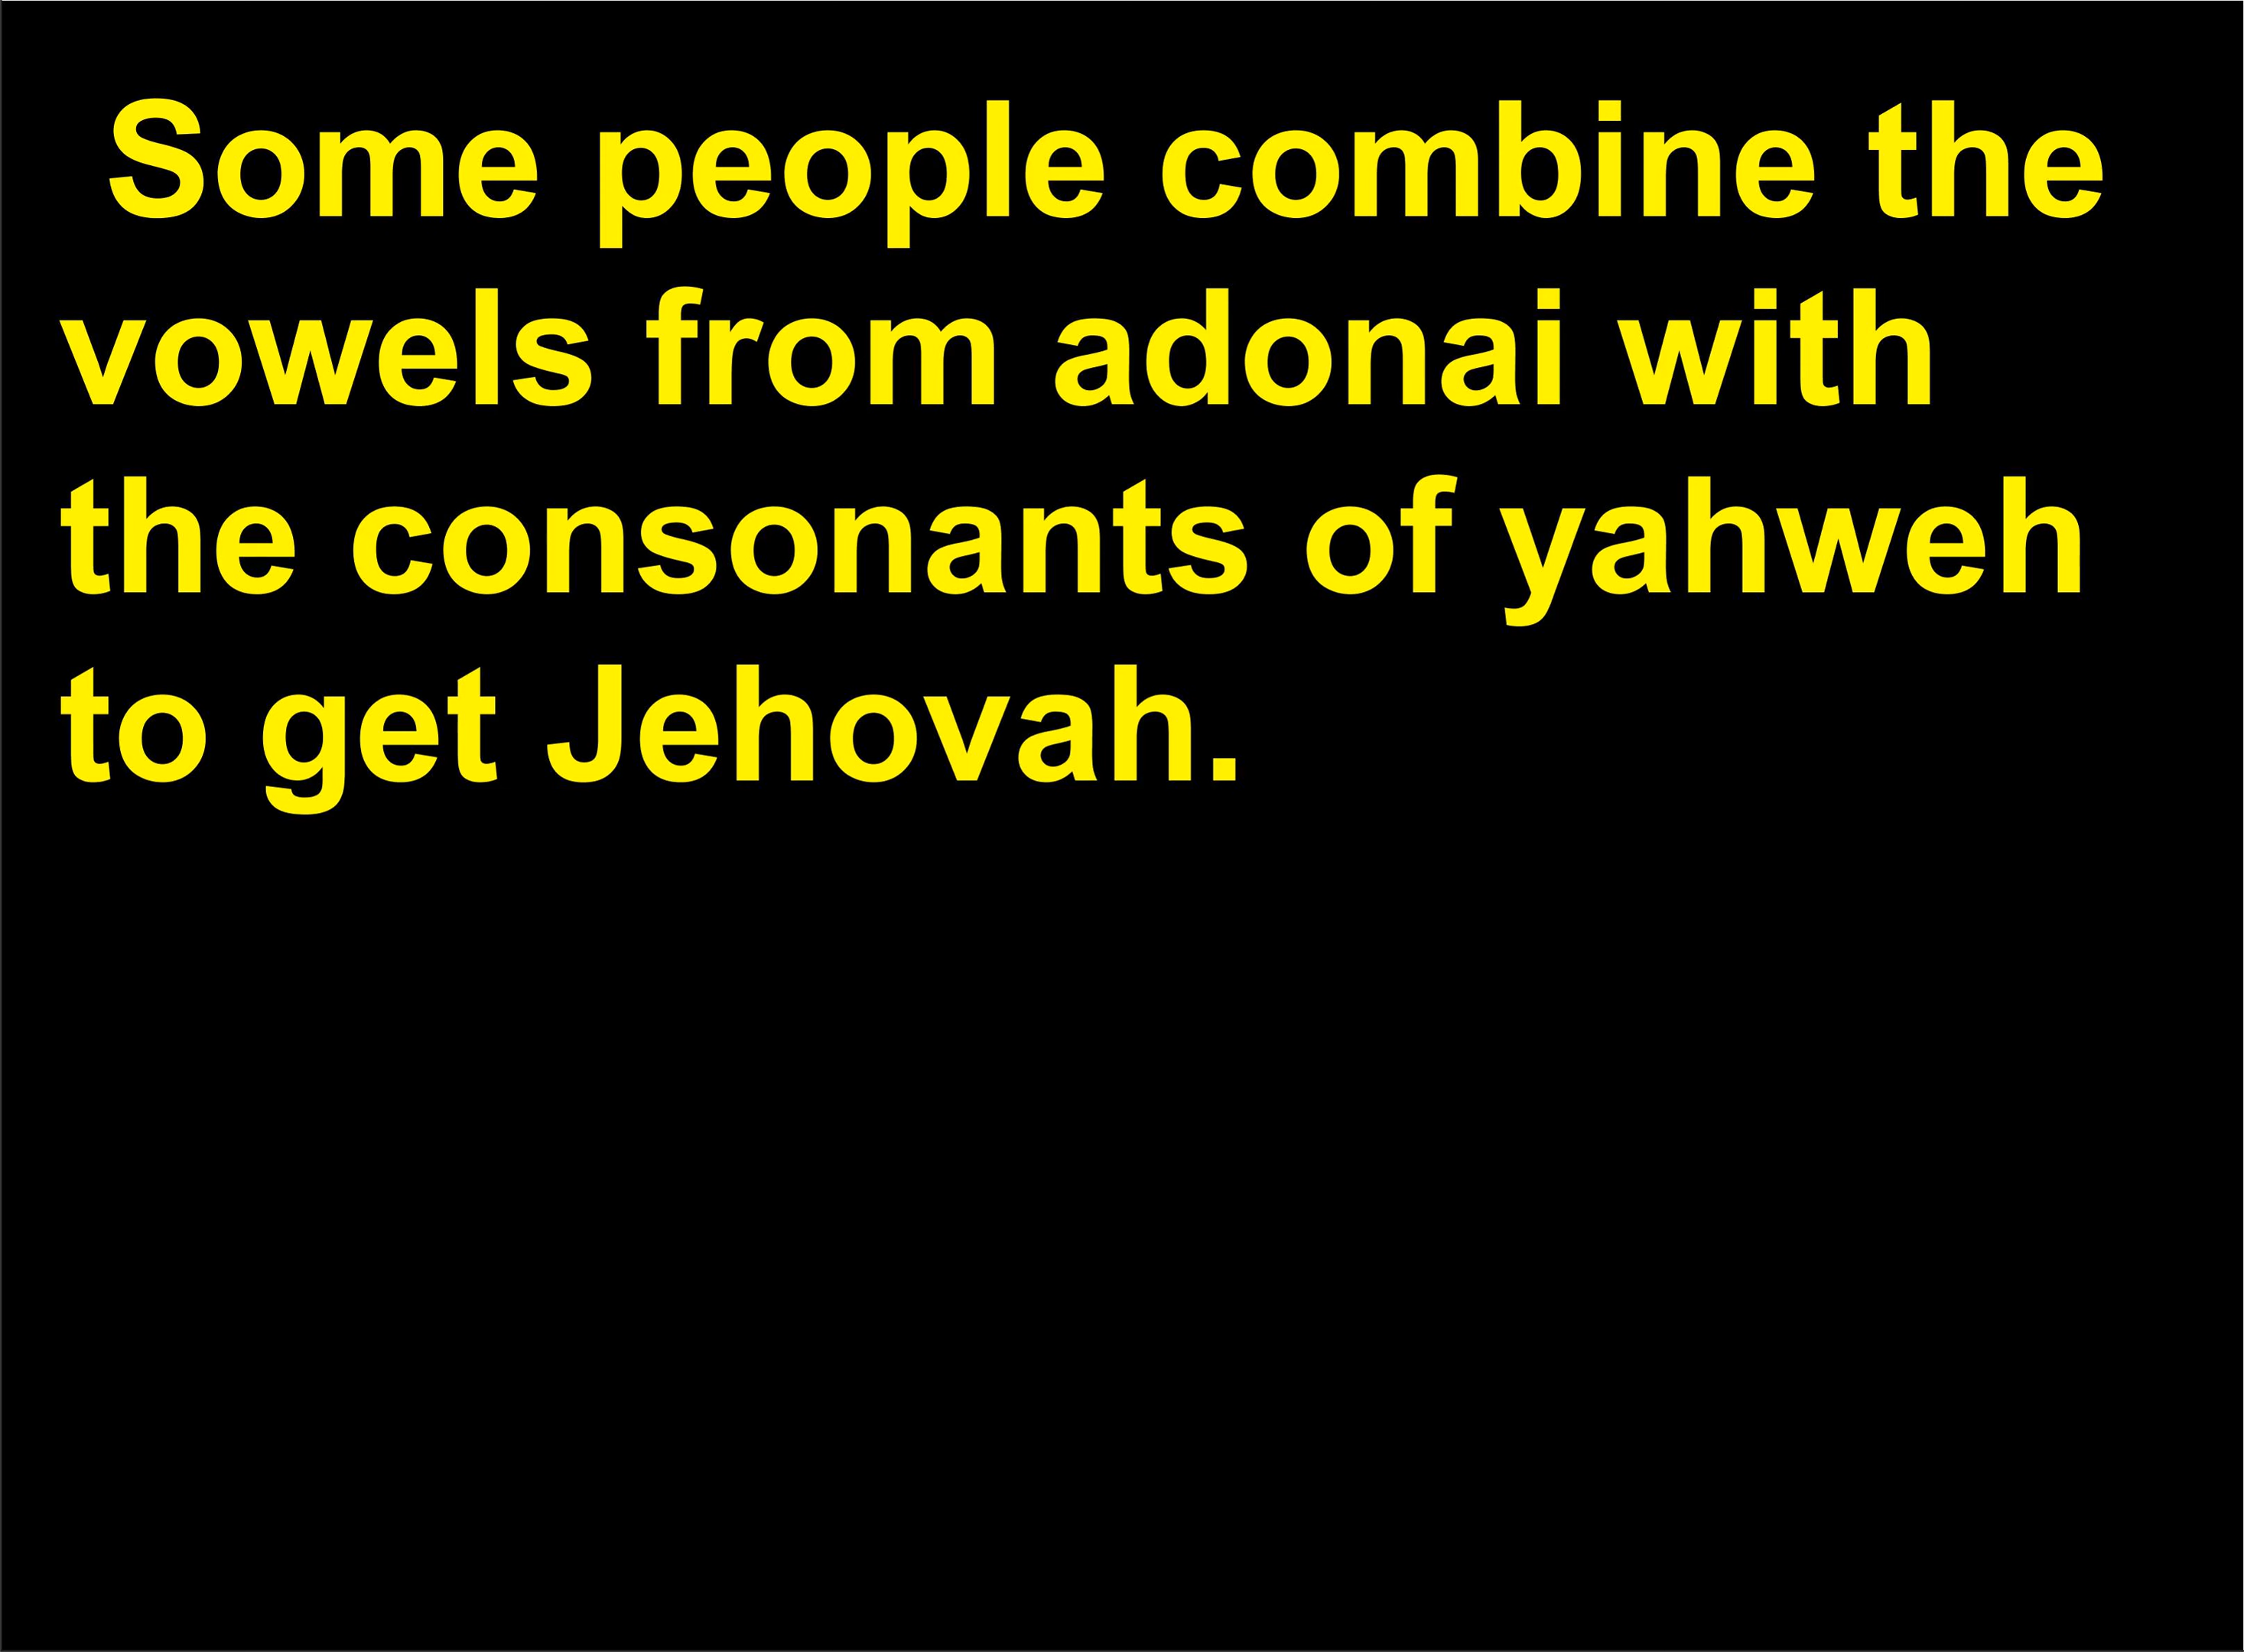 Some people combine the
vowels from adonai with
the consonants of yahweh
to get Jehovah.